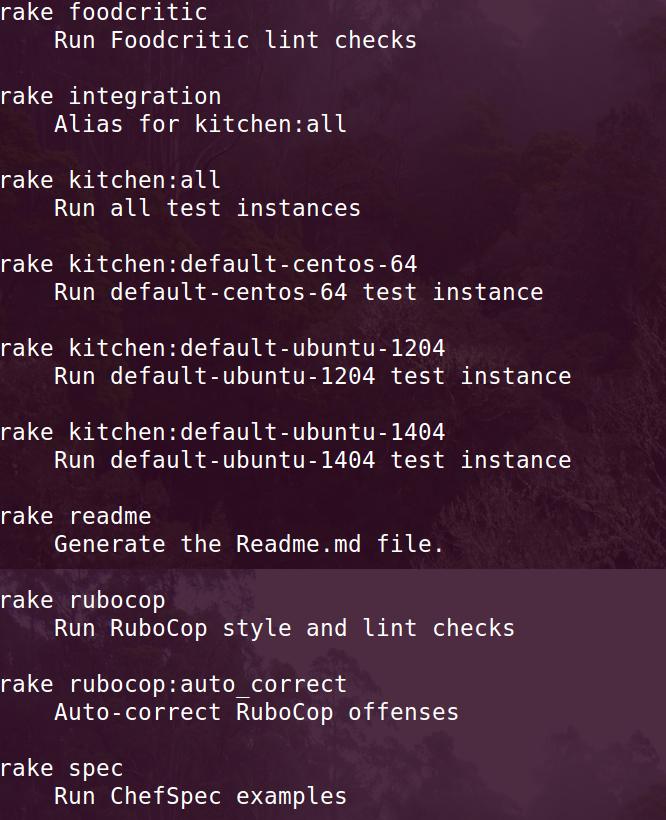 rake foodcritic
Run Foodcritic lint checks
rake integration
Alias for kitchen:all
rake kitchen:all
Run all test instances
rake kitchen:default-centos-64
Run default-centos-64 test instance
rake kitchen:default-ubuntu-1204
Run default-ubuntu-1204 test instance
rake kitchen:default-ubuntu-1404
Run default-ubuntu-1404 test instance
rake readme
Generate the Readme.md file.
rake rubocop
Run RuboCop style and lint checks
rake rubocop:auto_correct
Auto-correct RuboCop offenses
rake spec
Run ChefSpec examples